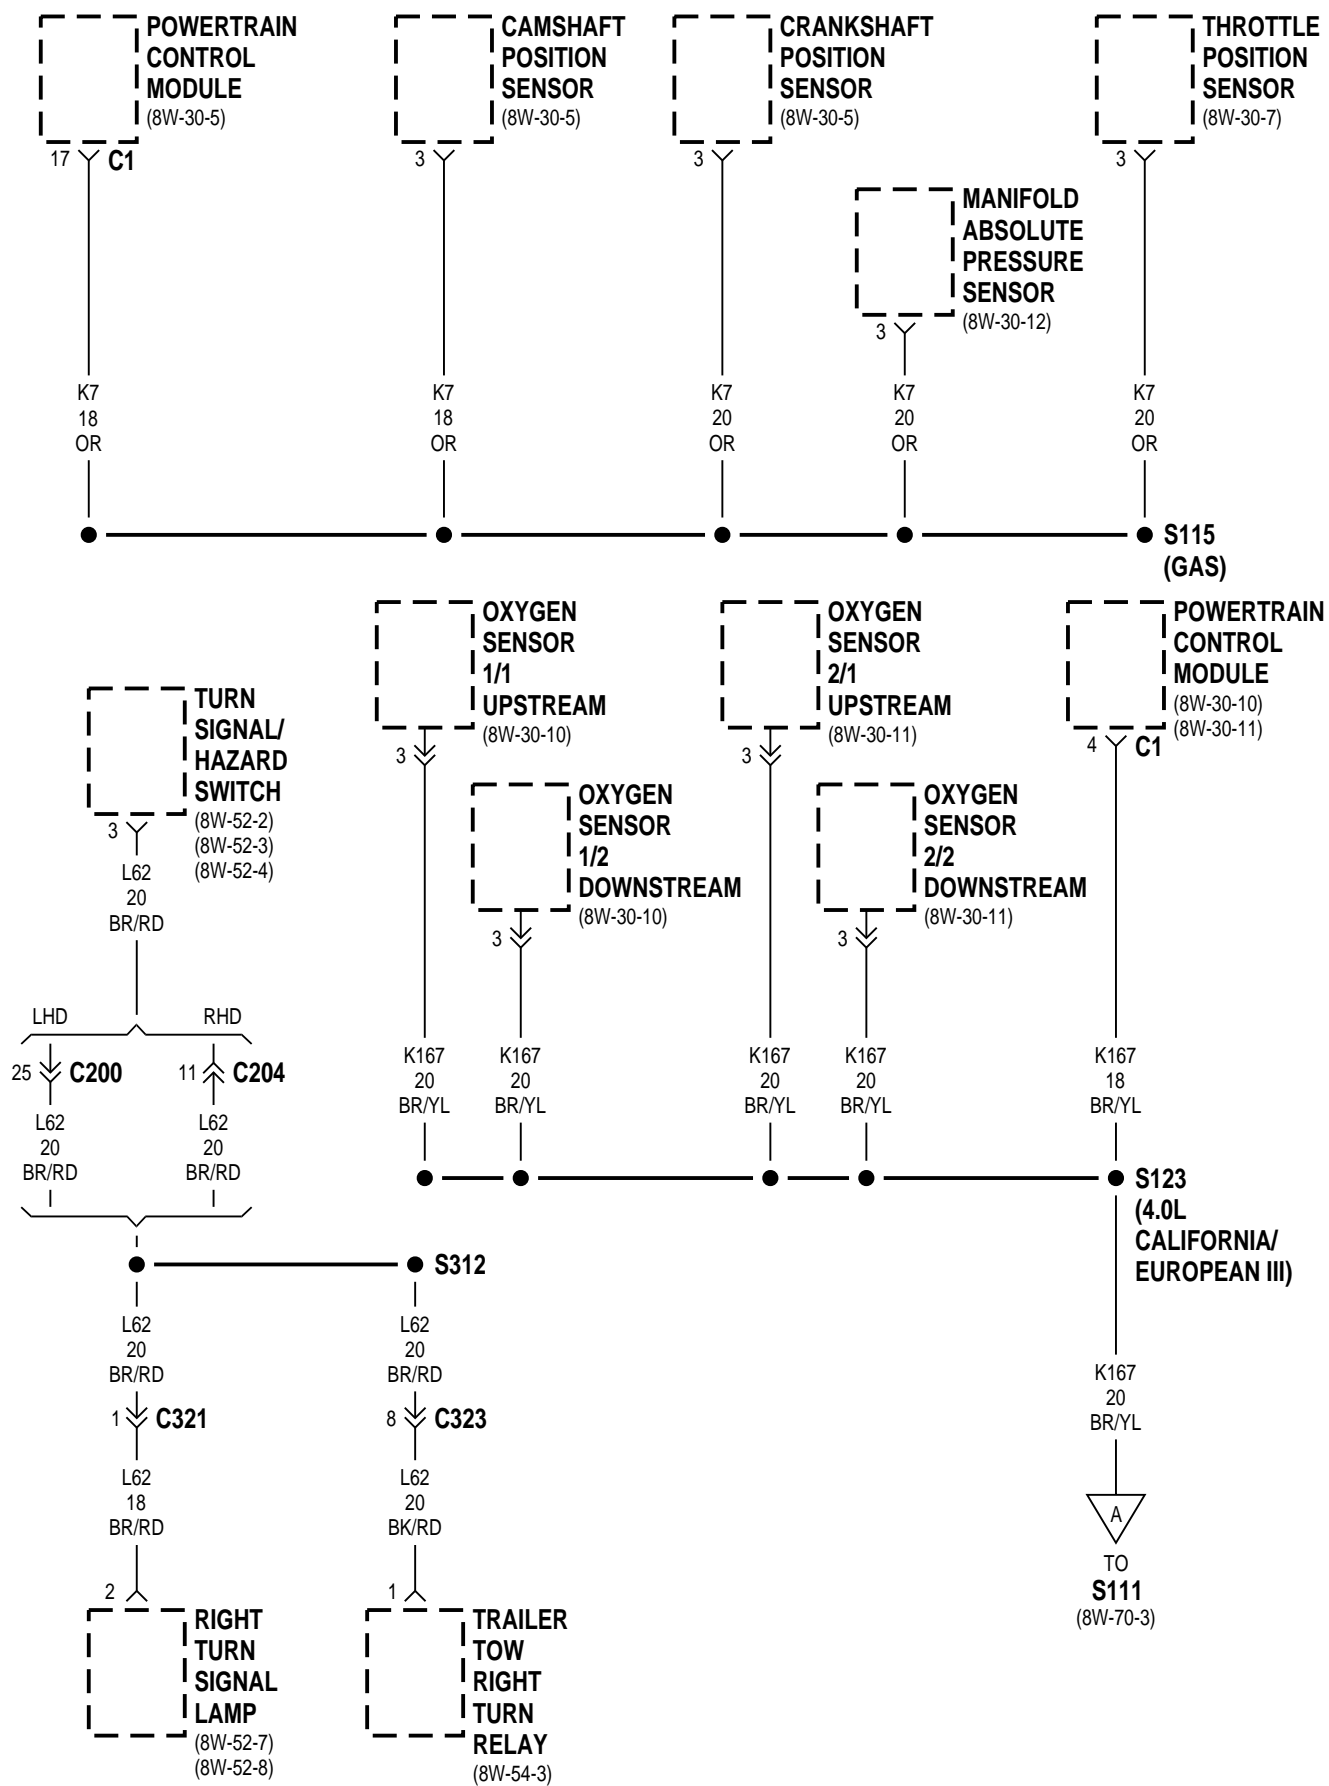 POWERTRAIN
CONTROL
MODULE
(8W-30-5)
17
C1
K7
18
OR
CAMSHAFT
POSITION
SENSOR
(8W-30-5)
3
K7
18
OR
CRANKSHAFT
POSITION
SENSOR
(8W-30-5)
3
K7
20
OR
MANIFOLD
ABSOLUTE
PRESSURE
SENSOR
(8W-30-12)
3
K7
20
OR
THROTTLE
POSITION
SENSOR
(8W-30-7)
3
K7
20
OR
S115
(GAS)
TURN
SIGNAL/
HAZARD
SWITCH
(8W-52-2)
(8W-52-3)
(8W-52-4)
3
L62
20
BR/RD
LHD
RHD
25
C200
11
C204
L62
20
BR/RD
L62
20
BR/RD
S312
L62
20
BR/RD
1
C321
L62
18
BR/RD
2
RIGHT
TURN
SIGNAL
LAMP
(8W-52-7)
(8W-52-8)
L62
20
BR/RD
8
C323
L62
20
BK/RD
1
TRAILER
TOW
RIGHT
TURN
RELAY
(8W-54-3)
OXYGEN
SENSOR
1/1
UPSTREAM
(8W-30-10)
3
K167
20
BR/YL
OXYGEN
SENSOR
1/2
DOWNSTREAM
(8W-30-10)
3
K167
20
BR/YL
OXYGEN
SENSOR
2/1
UPSTREAM
(8W-30-11)
3
K167
20
BR/YL
OXYGEN
SENSOR
2/2
DOWNSTREAM
(8W-30-11)
3
K167
20
BR/YL
POWERTRAIN
CONTROL
MODULE
(8W-30-10)
(8W-30-11)
4
C1
K167
18
BR/YL
S123
(4.0L
CALIFORNIA/
EUROPEAN III)
K167
20
BR/YL
A
TO
S111
(8W-70-3)